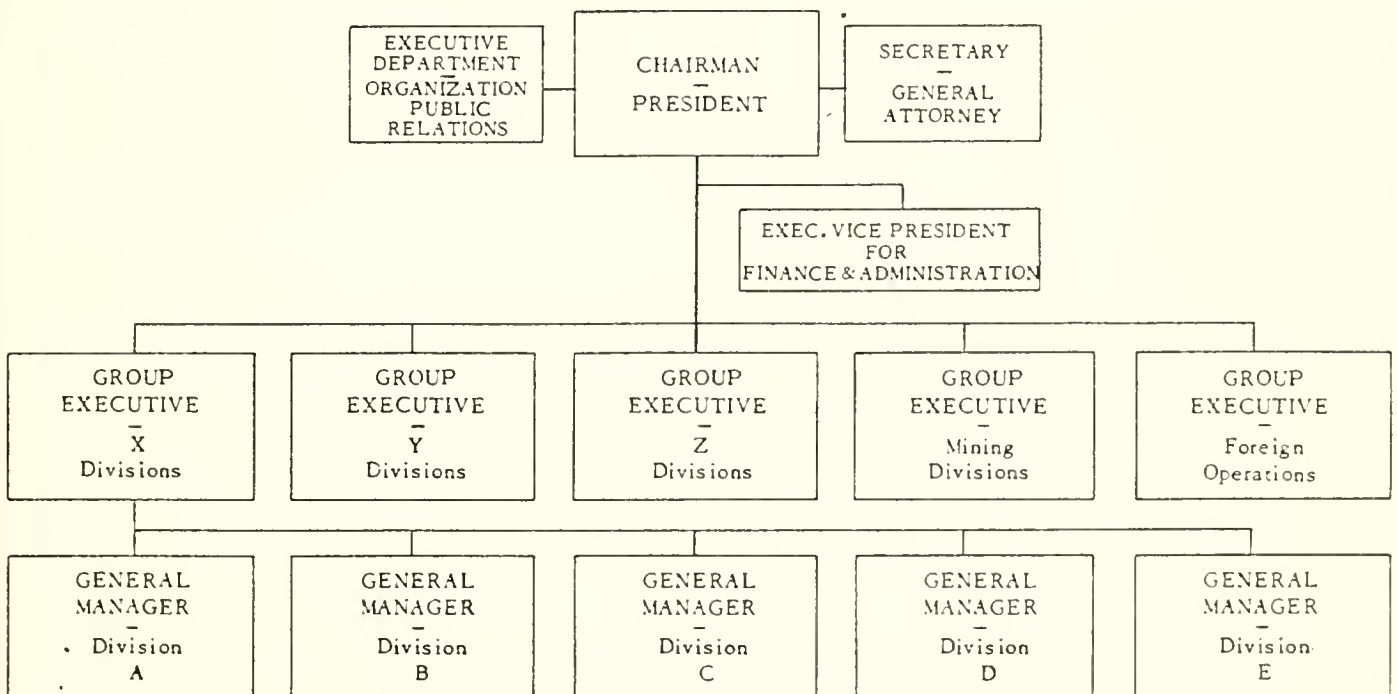 EXECUTIVE
DEPARTMENT
—
ORGANIZATION
PUBLIC
RELATIONS
CHAIRMAN
—
PRESIDENT
SECRETARY
—
GENERAL
ATTORNEY
EXEC. VICE PRESIDENT
FOR
FINANCE & ADMINISTRATION
GROUP
EXECUTIVE
—
X
Divisions
GROUP
EXECUTIVE
—
Y
Divisions
GROUP
EXECUTIVE
—
Z
Divisions
GROUP
EXECUTIVE
—
Mining
Divisions
GROUP
EXECUTIVE
—
Foreign
Operations
GENERAL
MANAGER
—
Division
A
GENERAL
MANAGER
—
Division
B
GENERAL
MANAGER
—
Division
C
GENERAL
MANAGER
—
Division
D
GENERAL
MANAGER
—
Division
E